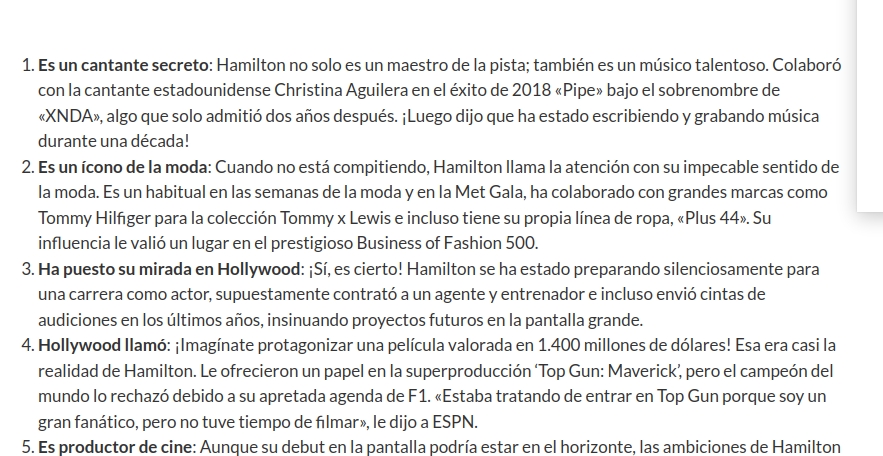 1. Es un cantante secreto: Hamilton no solo es un maestro de la pista; también es un músico talentoso. Colaboró
con la cantante estadounidense Christina Aguilera en el éxito de 2018 «Pipe» bajo el sobrenombre de
«XNDA», algo que solo admitió dos años después. ¡Luego dijo que ha estado escribiendo y grabando música
durante una década!
2. Es un ícono de la moda: Cuando no está compitiendo, Hamilton llama la atención con su impecable sentido de
la moda. Es un habitual en las semanas de la moda y en la Met Gala, ha colaborado con grandes marcas como
Tommy Hilfiger para la colección Tommy x Lewis e incluso tiene su propia línea de ropa, «Plus 44». Su
influencia le valió un lugar en el prestigioso Business of Fashion 500.
3. Ha puesto su mirada en Hollywood: ¡Sí, es cierto! Hamilton se ha estado preparando silenciosamente para
una carrera como actor, supuestamente contrató a un agente y entrenador e incluso envió cintas de
audiciones en los últimos años, insinuando proyectos futuros en la pantalla grande.
4. Hollywood llamó: ¡Imagínate protagonizar una película valorada en 1.400 millones de dólares! Esa era casi la
realidad de Hamilton. Le ofrecieron un papel en la superproducción ‘Top Gun: Maverick’, pero el campeón del
mundo lo rechazó debido a su apretada agenda de F1. «Estaba tratando de entrar en Top Gun porque soy un
gran fanático, pero no tuve tiempo de filmar», le dijo a ESPN.
5. Es productor de cine: Aunque su debut en la pantalla podría estar en el horizonte, las ambiciones de Hamilton